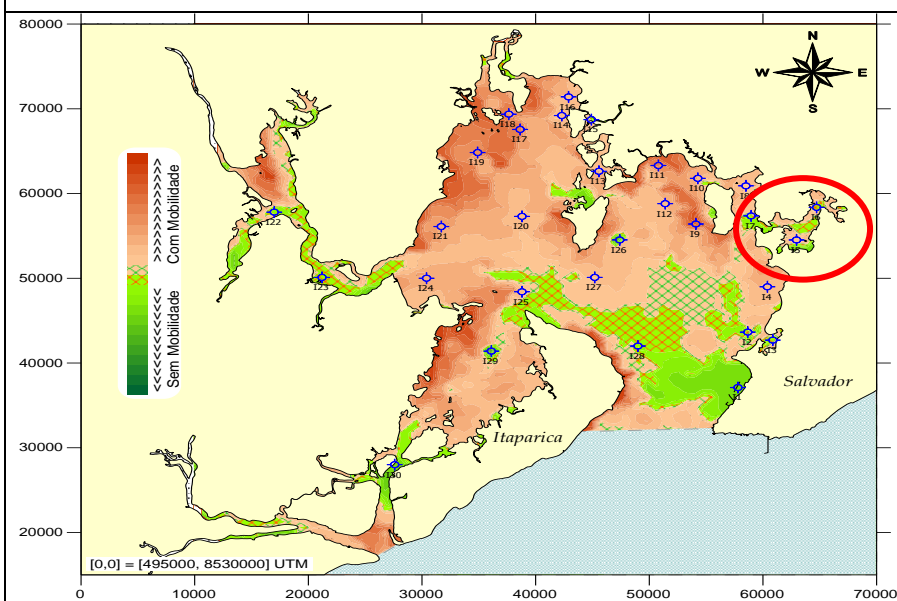 80000
70000
60000
50000
40000
30000
20000
N
W E
S
I16
I18
I14
I15
I17
I19
I13
I11
I10
I8
I12
I7
I6
I22
I21
I20
I9
I26
I5
I23
I24
I27
I4
I25
I2
I3
I28
I29
I1
I30
Sem Mobilidade
Com Mobilidade
Salvador
Itaparica
[0,0] = [495000, 8530000] UTM
0 10000 20000 30000 40000 50000 60000 70000